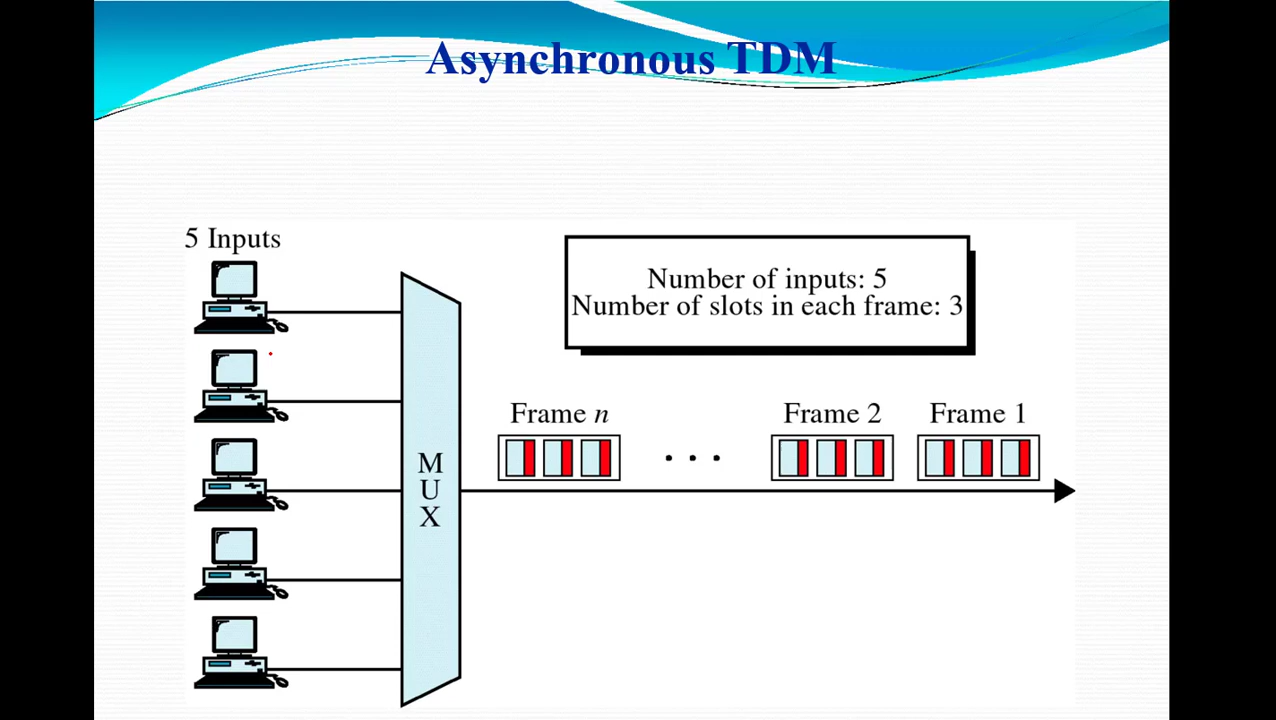 Asynchronous TDM
5 Inputs
Number of inputs: 5
Number of slots in each frame: 3
Frame n
. . .
Frame 2
Frame 1
M
U
X